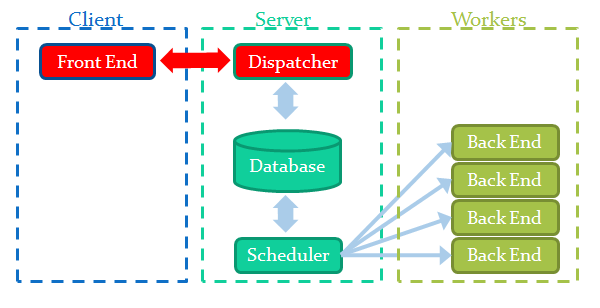 Client
Server
Workers
Front End
Dispatcher
Database
Scheduler
Back End
Back End
Back End
Back End